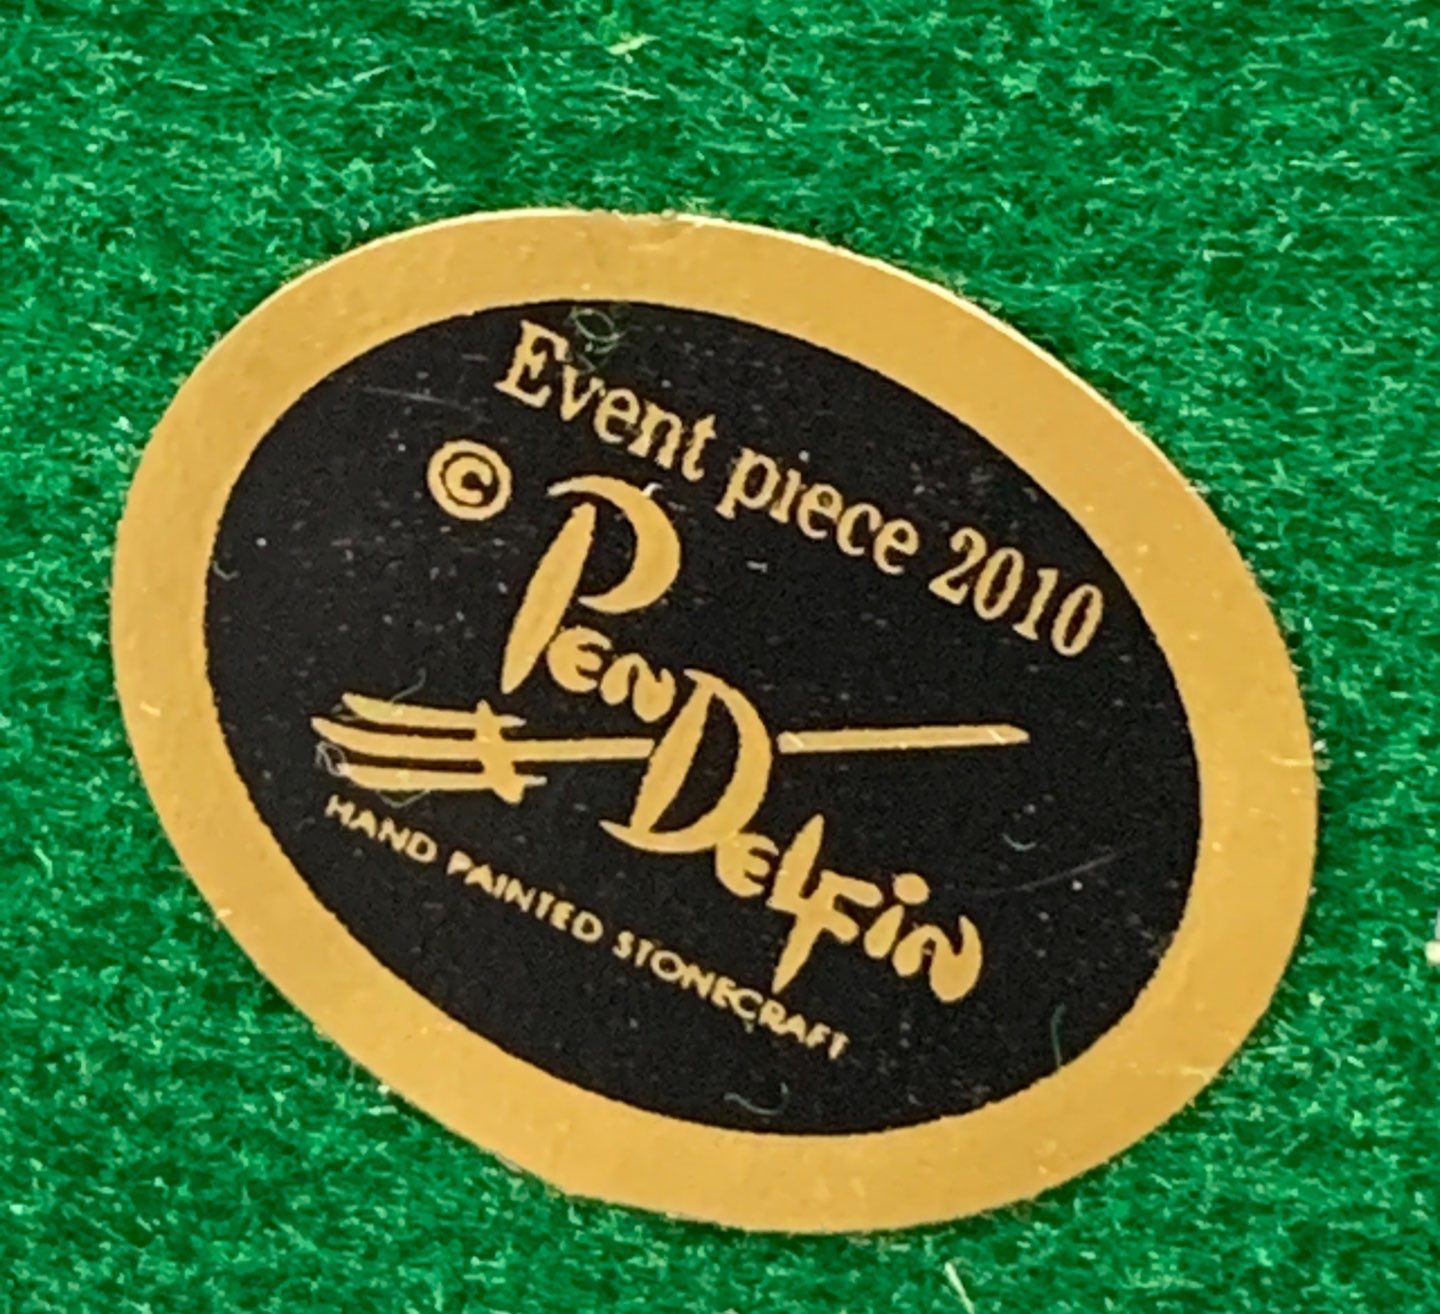 Event piece 2010
© PenDelfin
HAND PAINTED STONECRAFT